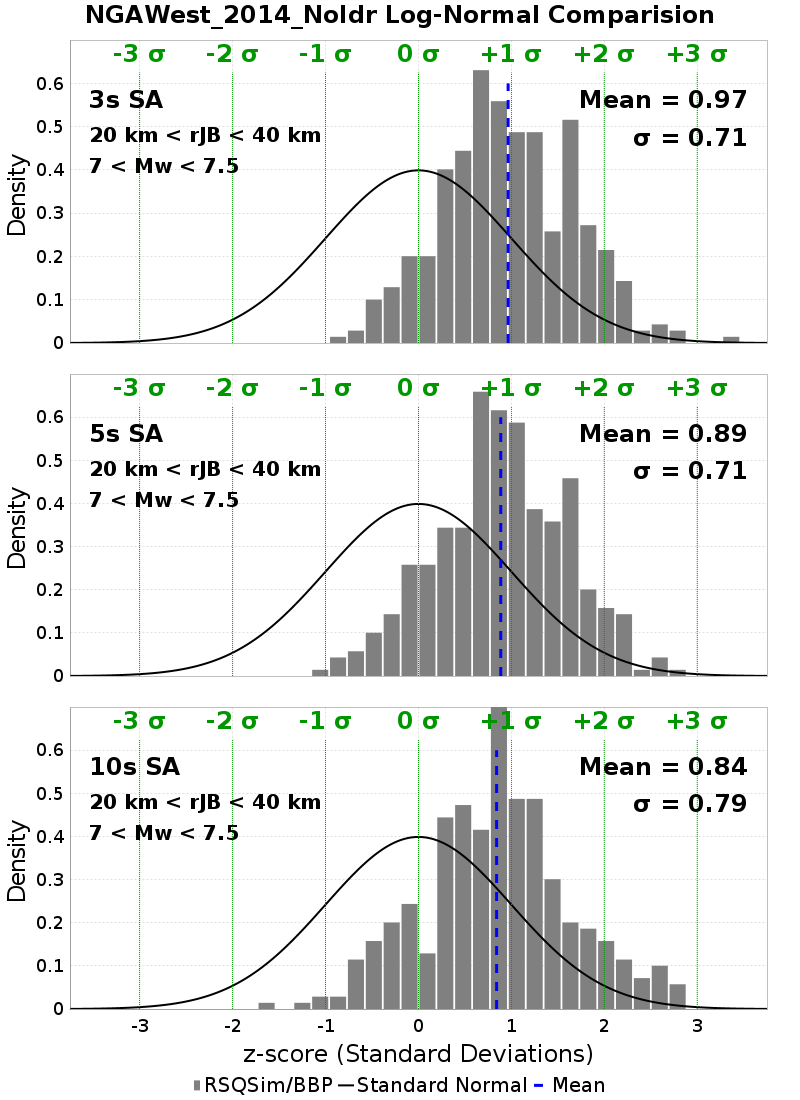 NGAWest_2014_NoIdr Log-Normal Comparision
-3 σ -2 σ -1 σ 0 σ +1 σ +2 σ +3 σ
3s SA
Mean = 0.97
20 km < rJB < 40 km
σ = 0.71
7 < Mw < 7.5
Density
0.6
0.5
0.4
0.3
0.2
0.1
0
-3 σ -2 σ -1 σ 0 σ +1 σ +2 σ +3 σ
5s SA
Mean = 0.89
20 km < rJB < 40 km
σ = 0.71
7 < Mw < 7.5
Density
0.6
0.5
0.4
0.3
0.2
0.1
0
-3 σ -2 σ -1 σ 0 σ +1 σ +2 σ +3 σ
10s SA
Mean = 0.84
20 km < rJB < 40 km
σ = 0.79
7 < Mw < 7.5
Density
0.6
0.5
0.4
0.3
0.2
0.1
0
-3 -2 -1 0 1 2 3
z-score (Standard Deviations)
RSQSim/BBP Standard Normal Mean